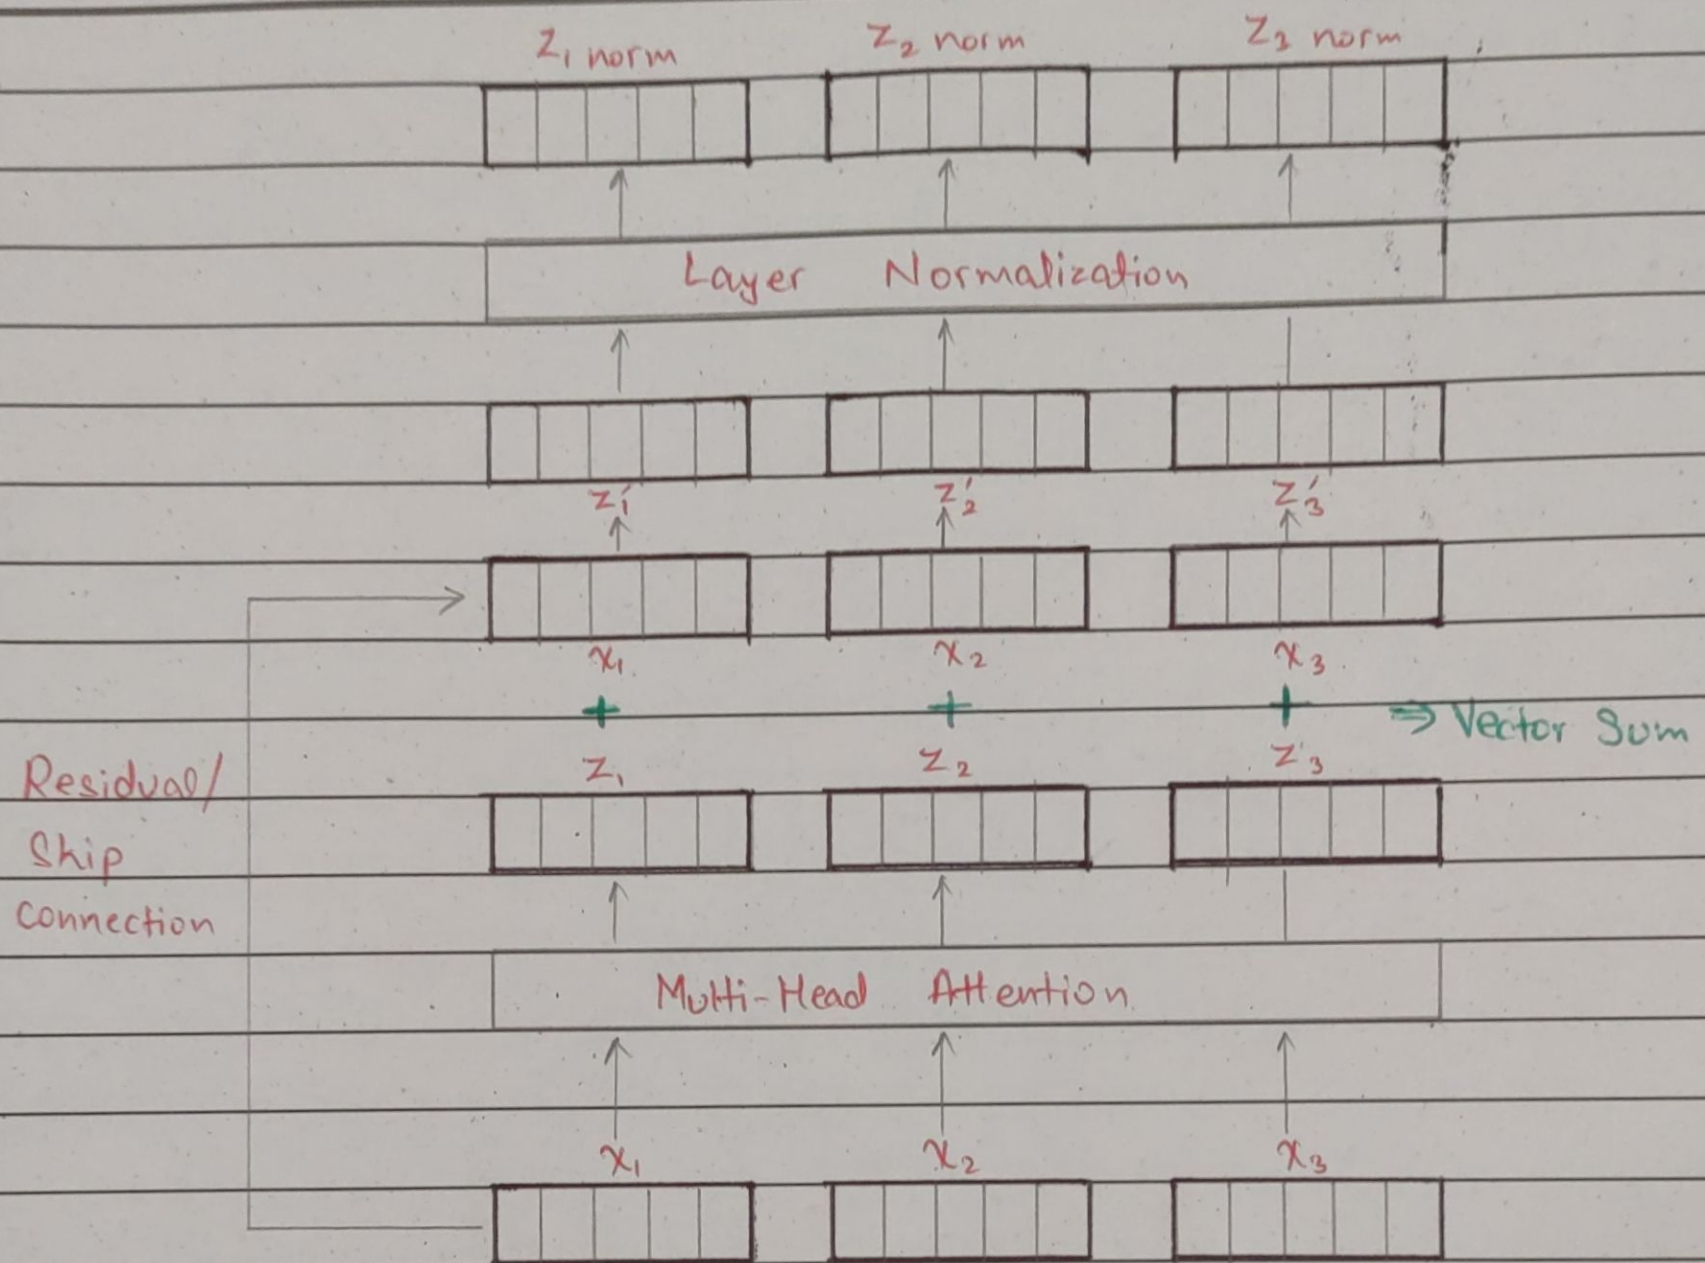 Z₁ norm Z₂ norm Z₃ norm
Layer Normalization
Z₁' Z₂' Z₃'
x₁ x₂ x₃
+ + + ⇒ Vector Sum
Z₁ Z₂ Z₃
Residual/
Skip
Connection
Multi-Head Attention
x₁ x₂ x₃